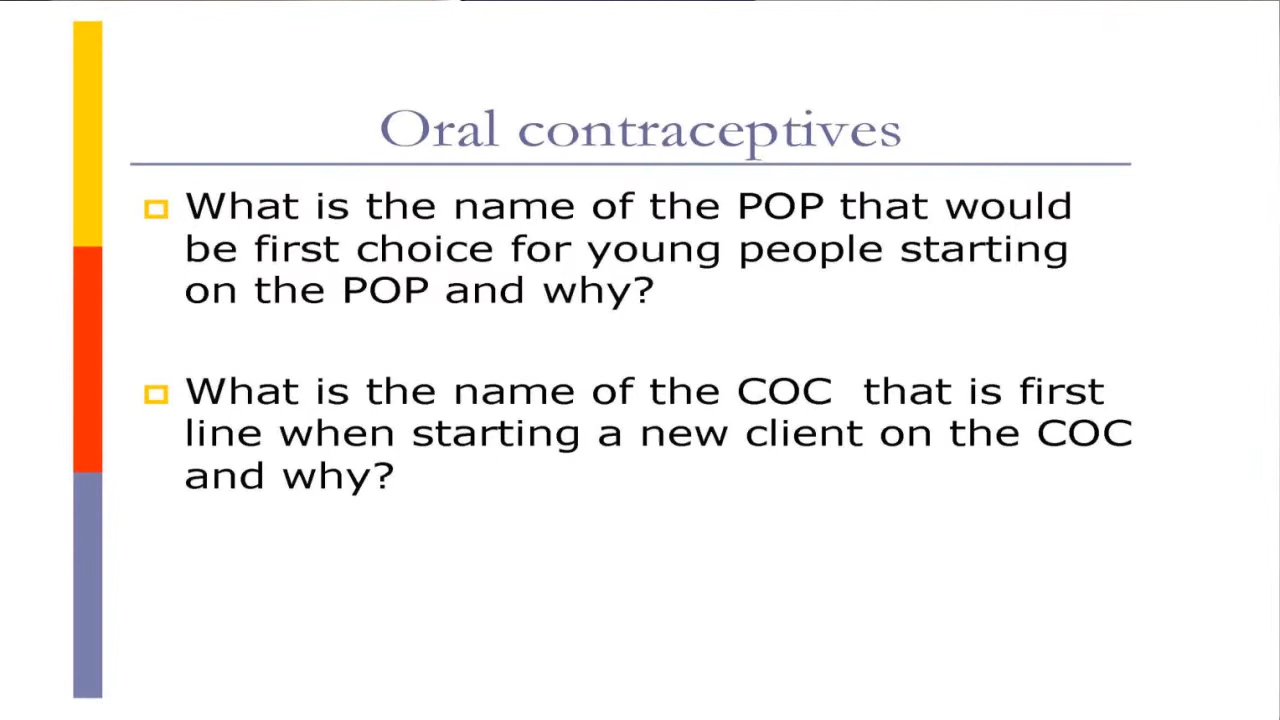 Oral contraceptives
What is the name of the POP that would
be first choice for young people starting
on the POP and why?
What is the name of the COC that is first
line when starting a new client on the COC
and why?